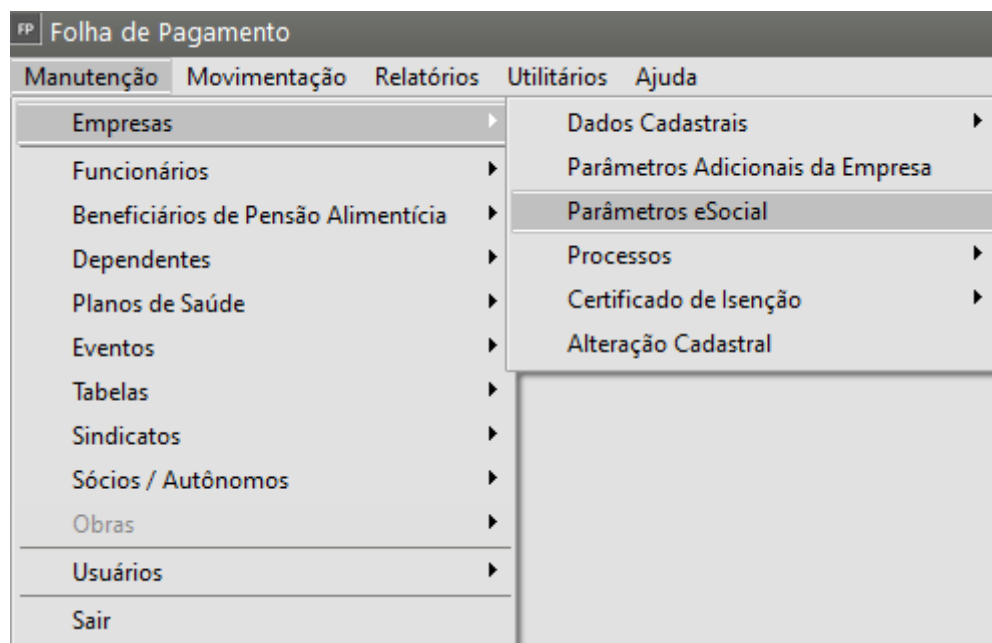 FP Folha de Pagamento
Manutenção Movimentação Relatórios Utilitários Ajuda
Empresas
Funcionários
Beneficiários de Pensão Alimentícia
Dependentes
Planos de Saúde
Eventos
Tabelas
Sindicatos
Sócios / Autônomos
Obras
Usuários
Sair
Dados Cadastrais
Parâmetros Adicionais da Empresa
Parâmetros eSocial
Processos
Certificado de Isenção
Alteração Cadastral